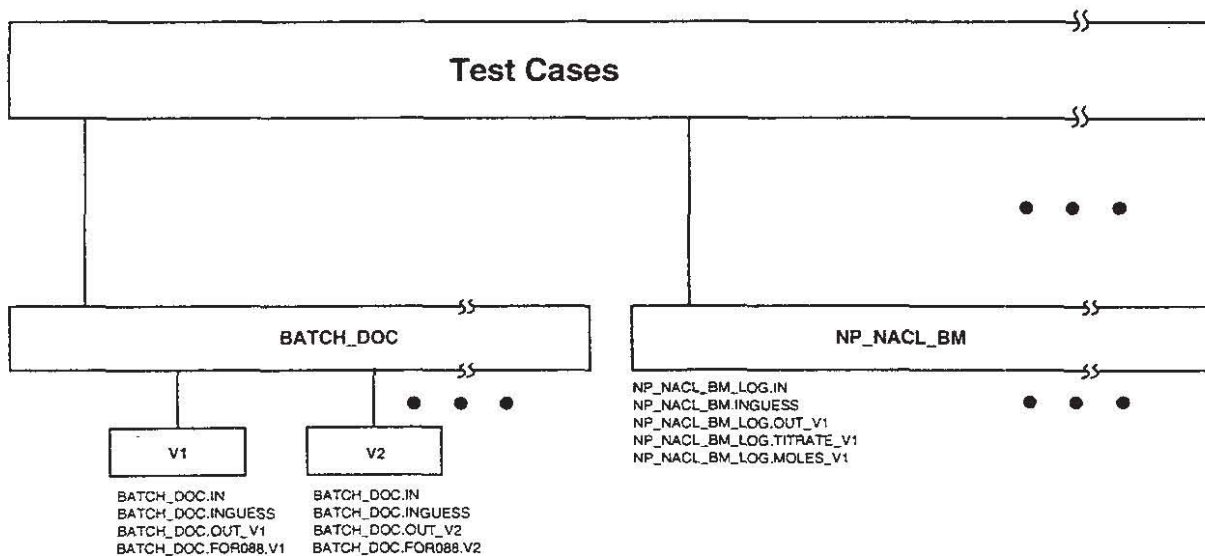 Test Cases
BATCH_DOC
NP_NACL_BM
NP_NACL_BM_LOG.IN
NP_NACL_BM.INGUESS
NP_NACL_BM_LOG.OUT_V1
NP_NACL_BM_LOG.TITRATE_V1
NP_NACL_BM_LOG.MOLES_V1
V1
BATCH_DOC.IN
BATCH_DOC.INGUESS
BATCH_DOC.OUT_V1
BATCH_DOC.FOR088.V1
V2
BATCH_DOC.IN
BATCH_DOC.INGUESS
BATCH_DOC.OUT_V2
BATCH_DOC.FOR088.V2